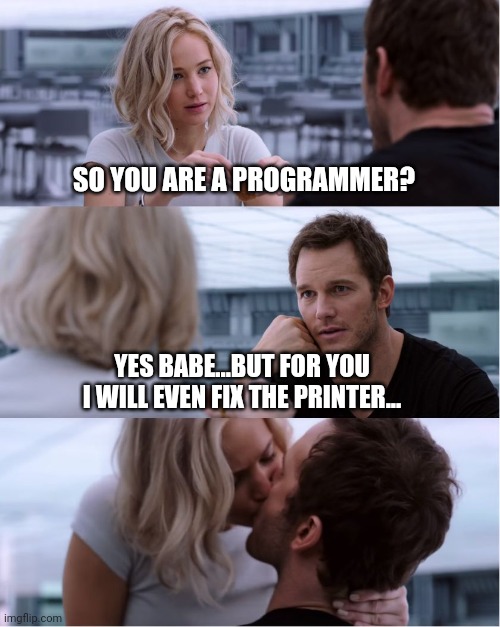 SO YOU ARE A PROGRAMMER?
YES BABE...BUT FOR YOU
I WILL EVEN FIX THE PRINTER...
imgflip.com